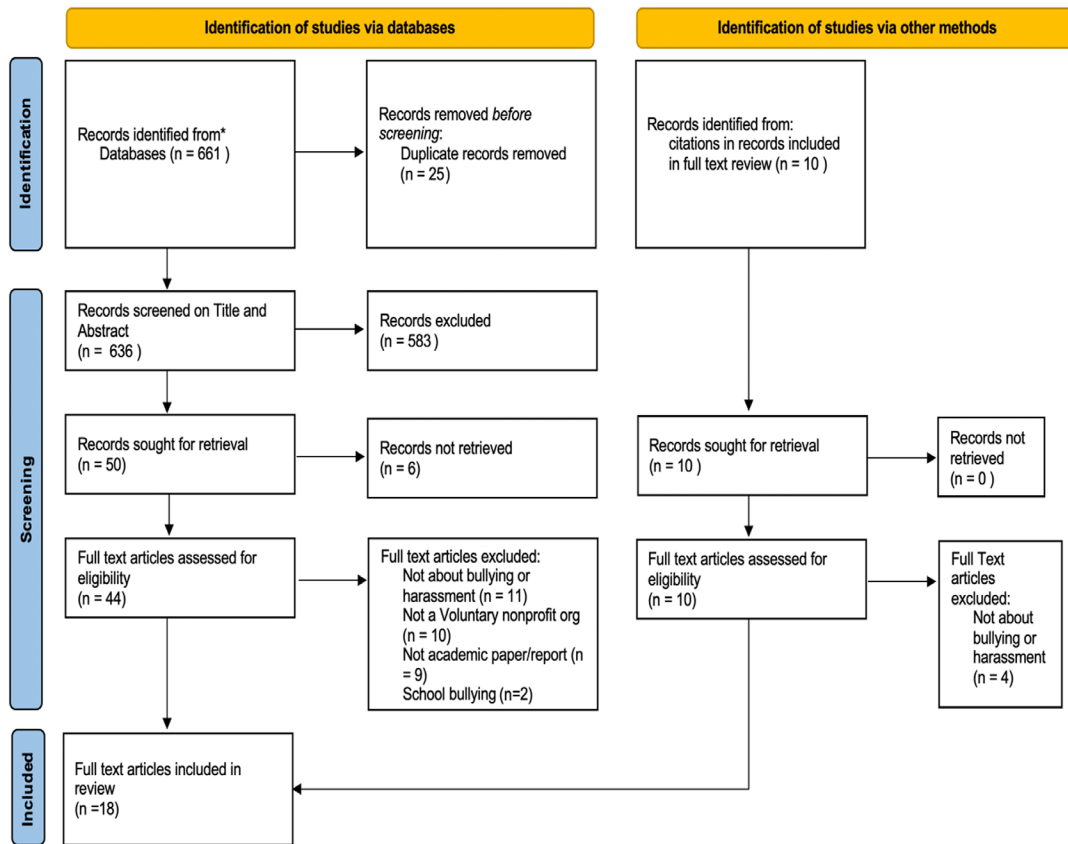 Identification of studies via databases
Identification of studies via other methods
Identification
Records identified from*
Databases (n = 661 )
Records removed before
screening:
Duplicate records removed
(n = 25)
Records identified from:
citations in records included
in full text review (n = 10 )
Screening
Records screened on Title and
Abstract
(n = 636 )
Records excluded
(n = 583 )
Records sought for retrieval
(n = 50)
Records not retrieved
(n = 6)
Records sought for retrieval
(n = 10 )
Records not
retrieved
(n = 0 )
Full text articles assessed for
eligibility
(n = 44)
Full text articles excluded:
Not about bullying or
harassment (n = 11)
Not a Voluntary nonprofit org
(n = 10)
Not academic paper/report (n
= 9)
School bullying (n=2)
Full text articles assessed for
eligibility
(n = 10)
Full Text
articles
excluded:
Not about
bullying or
harassment
(n = 4)
Included
Full text articles included in
review
(n =18)